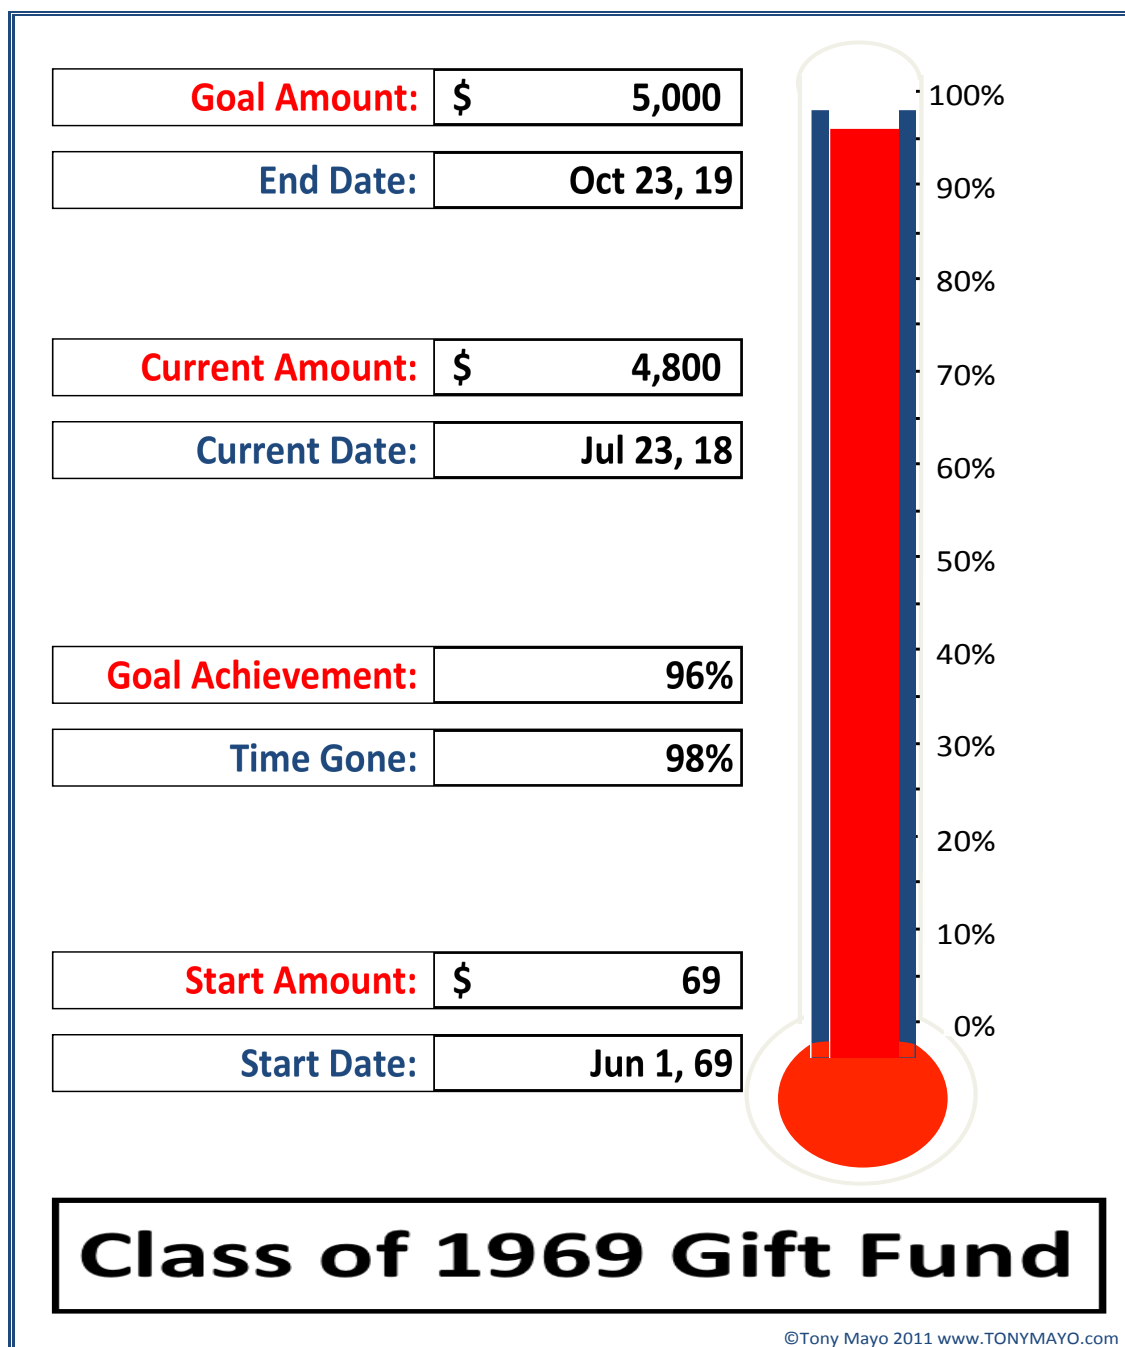 Goal Amount: $ 5,000
End Date: Oct 23, 19
Current Amount: $ 4,800
Current Date: Jul 23, 18
Goal Achievement: 96%
Time Gone: 98%
Start Amount: $ 69
Start Date: Jun 1, 69
100%
90%
80%
70%
60%
50%
40%
30%
20%
10%
0%
Class of 1969 Gift Fund
©Tony Mayo 2011 www.TONYMAYO.com